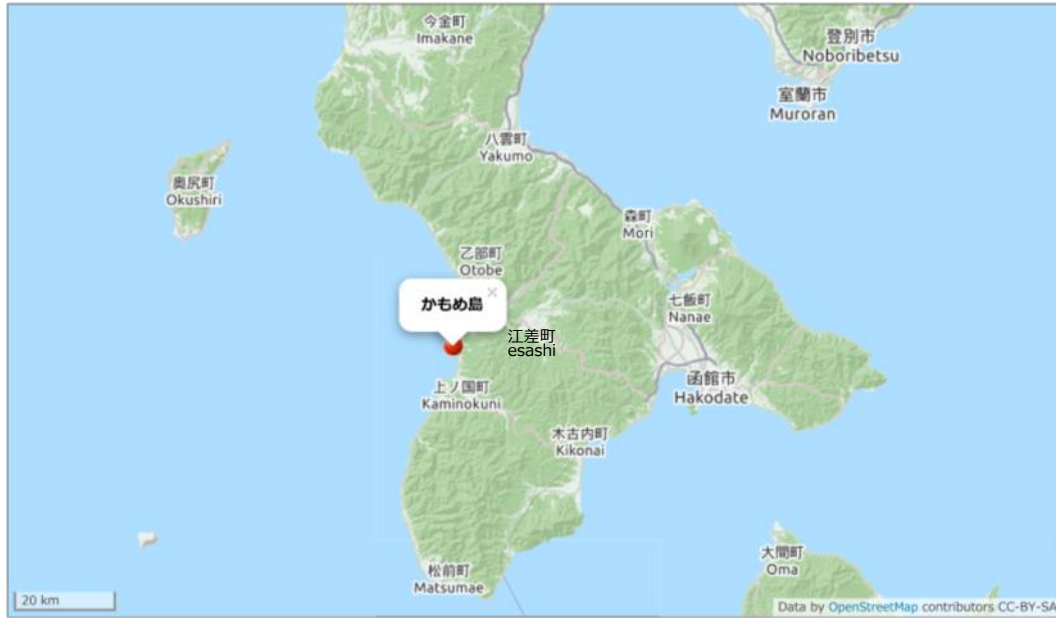 今金町
Imakane
登別市
Noboribetsu
室蘭市
Muroran
八雲町
Yakumo
奥尻町
Okushiri
森町
Mori
乙部町
Otobe
かもめ島
×
七飯町
Nanae
江差町
esashi
上ノ国町
Kaminokuni
函館市
Hakodate
木古内町
Kikonai
大間町
Oma
松前町
Matsumae
20 km
Data by OpenStreetMap contributors CC-BY-SA